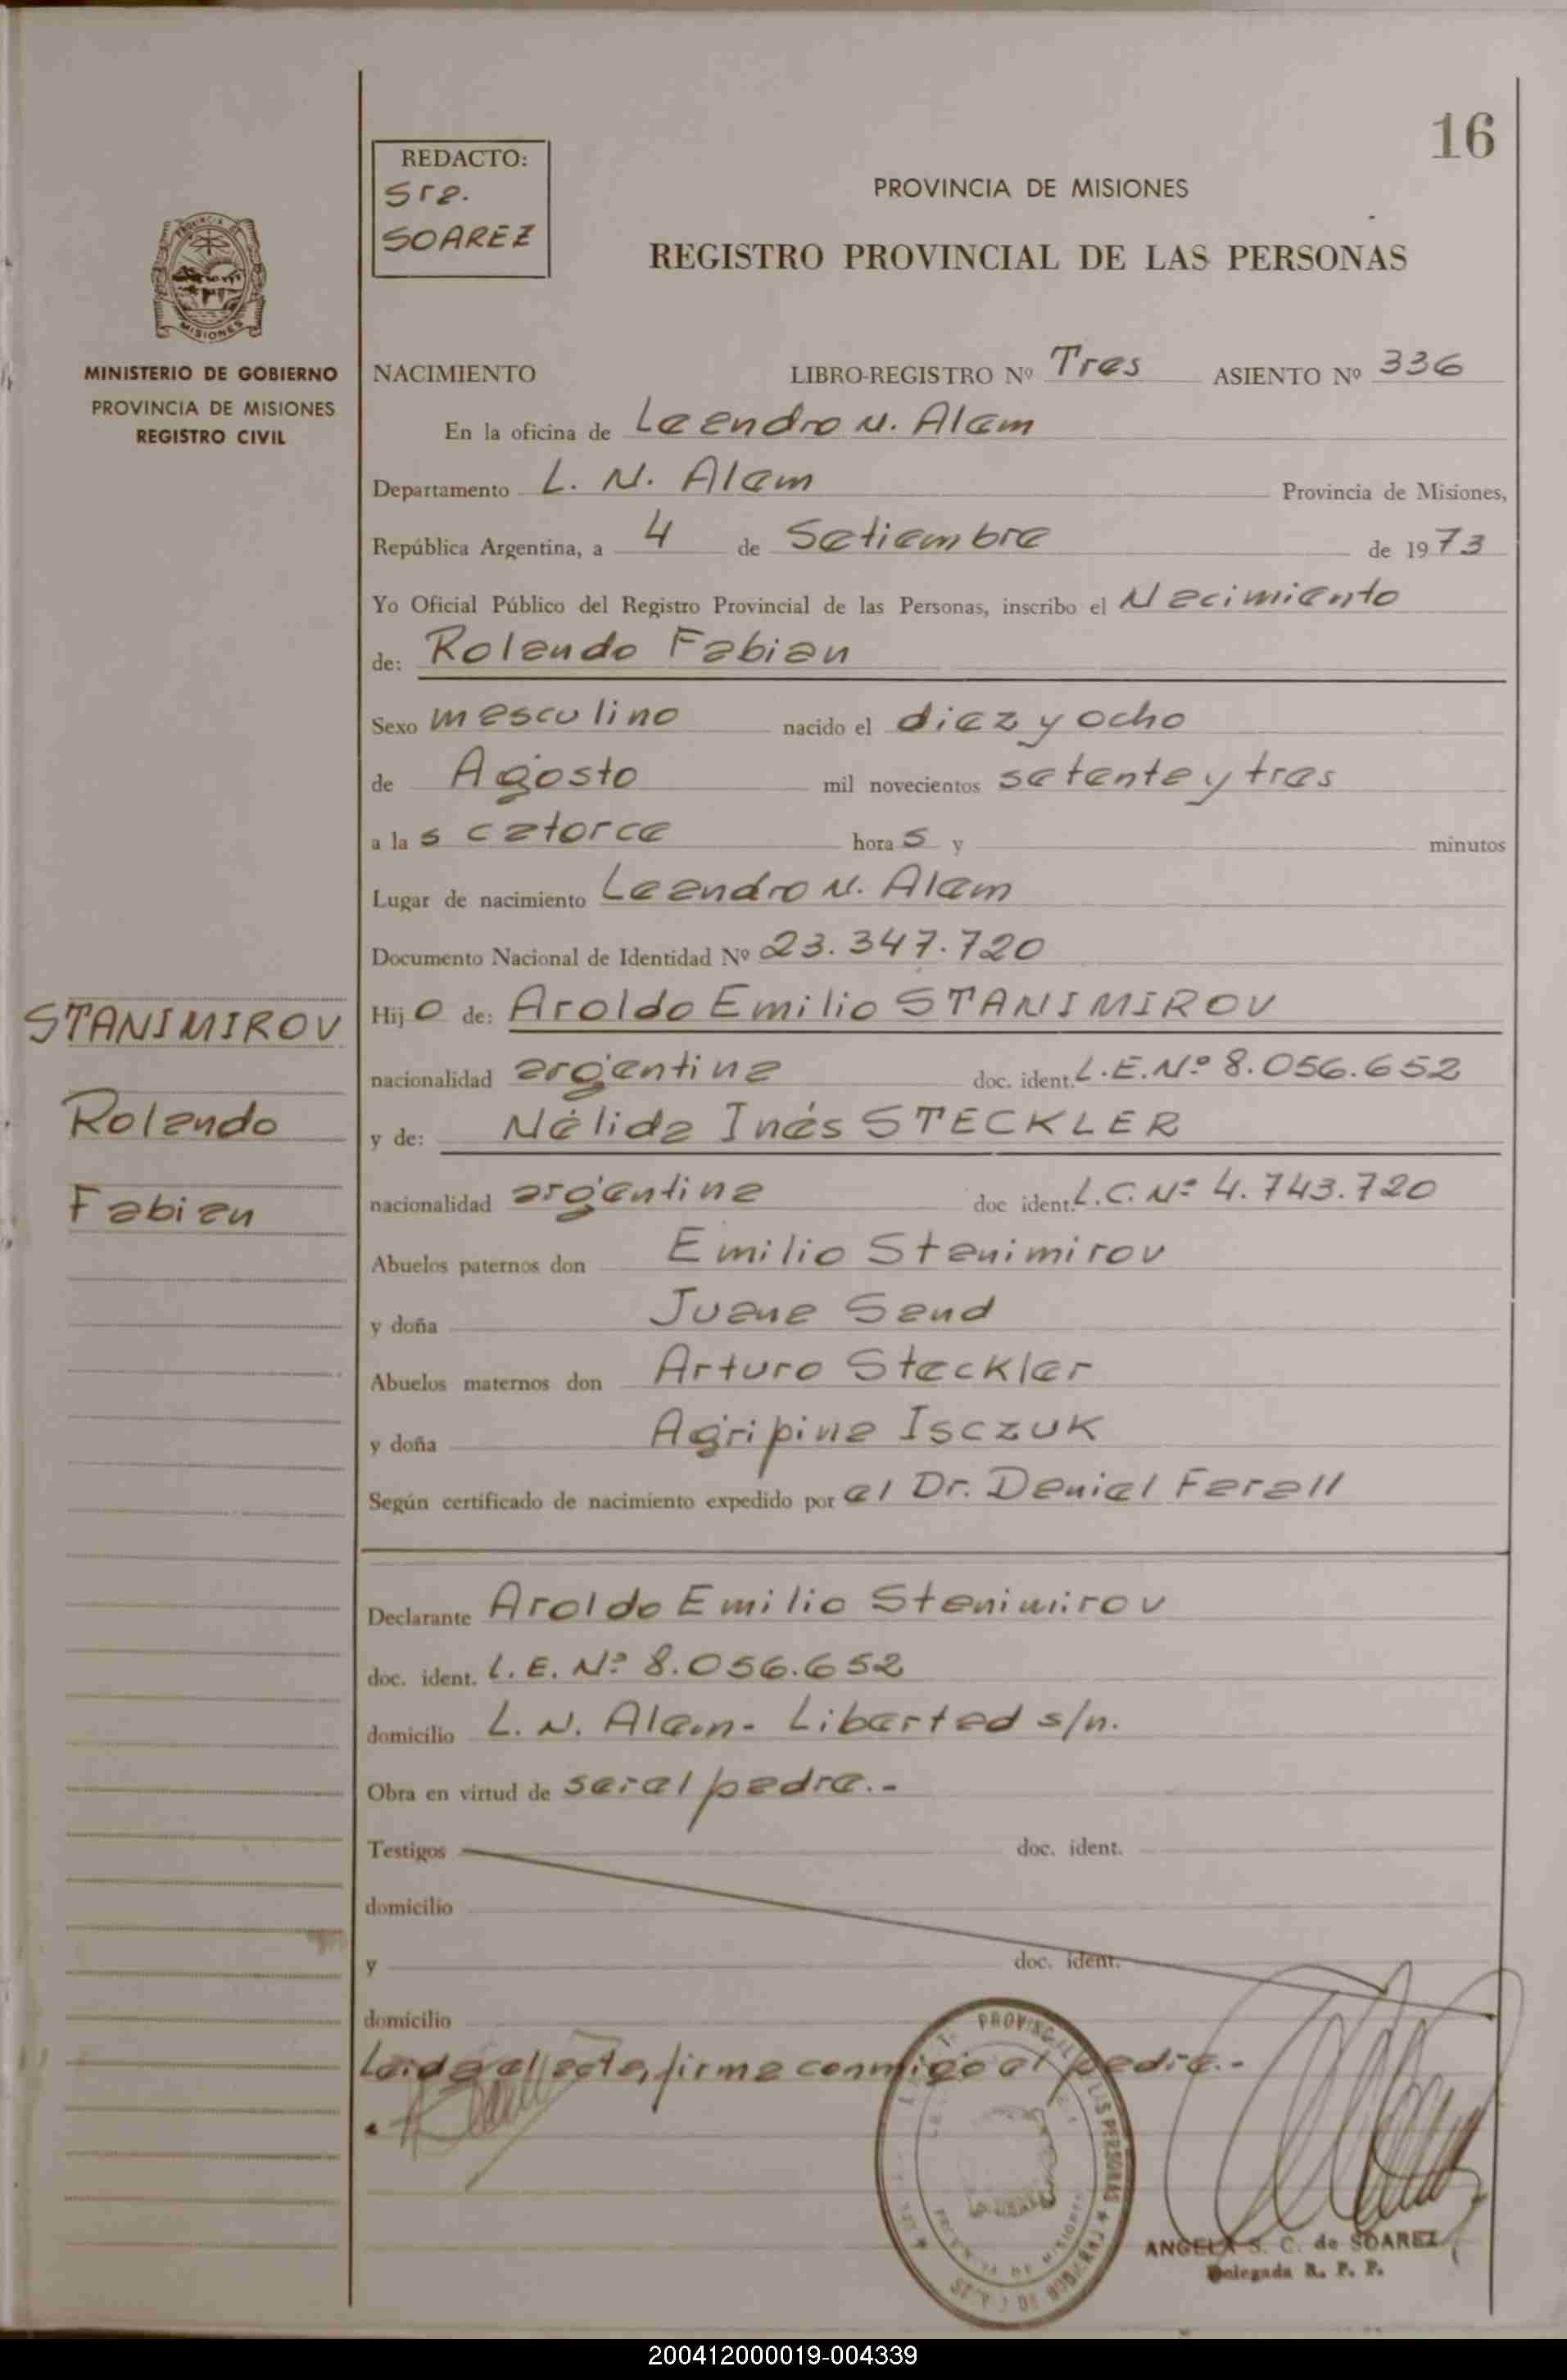 16
REDACTO:
Sra.
SOAREZ
PROVINCIA DE MISIONES
REGISTRO PROVINCIAL DE LAS PERSONAS
MISIONES
MINISTERIO DE GOBIERNO
PROVINCIA DE MISIONES
REGISTRO CIVIL
NACIMIENTO LIBRO-REGISTRO Nº Tres ASIENTO Nº 336
En la oficina de Leandro N. Alem
Departamento L. N. Alem Provincia de Misiones,
República Argentina, a 4 de Setiembre de 1973
Yo Oficial Público del Registro Provincial de las Personas, inscribo el Nacimiento
de: Rolando Fabian
Sexo masculino nacido el diez y ocho
de Agosto mil novecientos setenta y tres
a las catorce horas y minutos
Lugar de nacimiento Leandro N. Alem
Documento Nacional de Identidad Nº 23.347.720
STANIMIROV
Rolando
Fabian
Hijo de: Aroldo Emilio STANIMIROV
nacionalidad argentina doc. ident. L.E.Nº 8.056.652
y de: Nélida Inés STECKLER
nacionalidad argentina doc ident. L.C. Nº 4.743.720
Abuelos paternos don Emilio Stanimirov
y doña Juana Sand
Abuelos maternos don Arturo Steckler
y doña Agripina Isczuk
Según certificado de nacimiento expedido por el Dr. Daniel Farall
Declarante Aroldo Emilio Stanimirov
doc. ident. L. E. Nº 8.056.652
domicilio L. N. Alem - Libertad s/n.
Obra en virtud de ser el padre.-
Testigos doc. ident.
domicilio
y doc. ident.
domicilio
Leida el acta, firma conmigo el padre.-
ANGELA S. C. de SOAREZ
Delegada R. P. P.
200412000019-004339